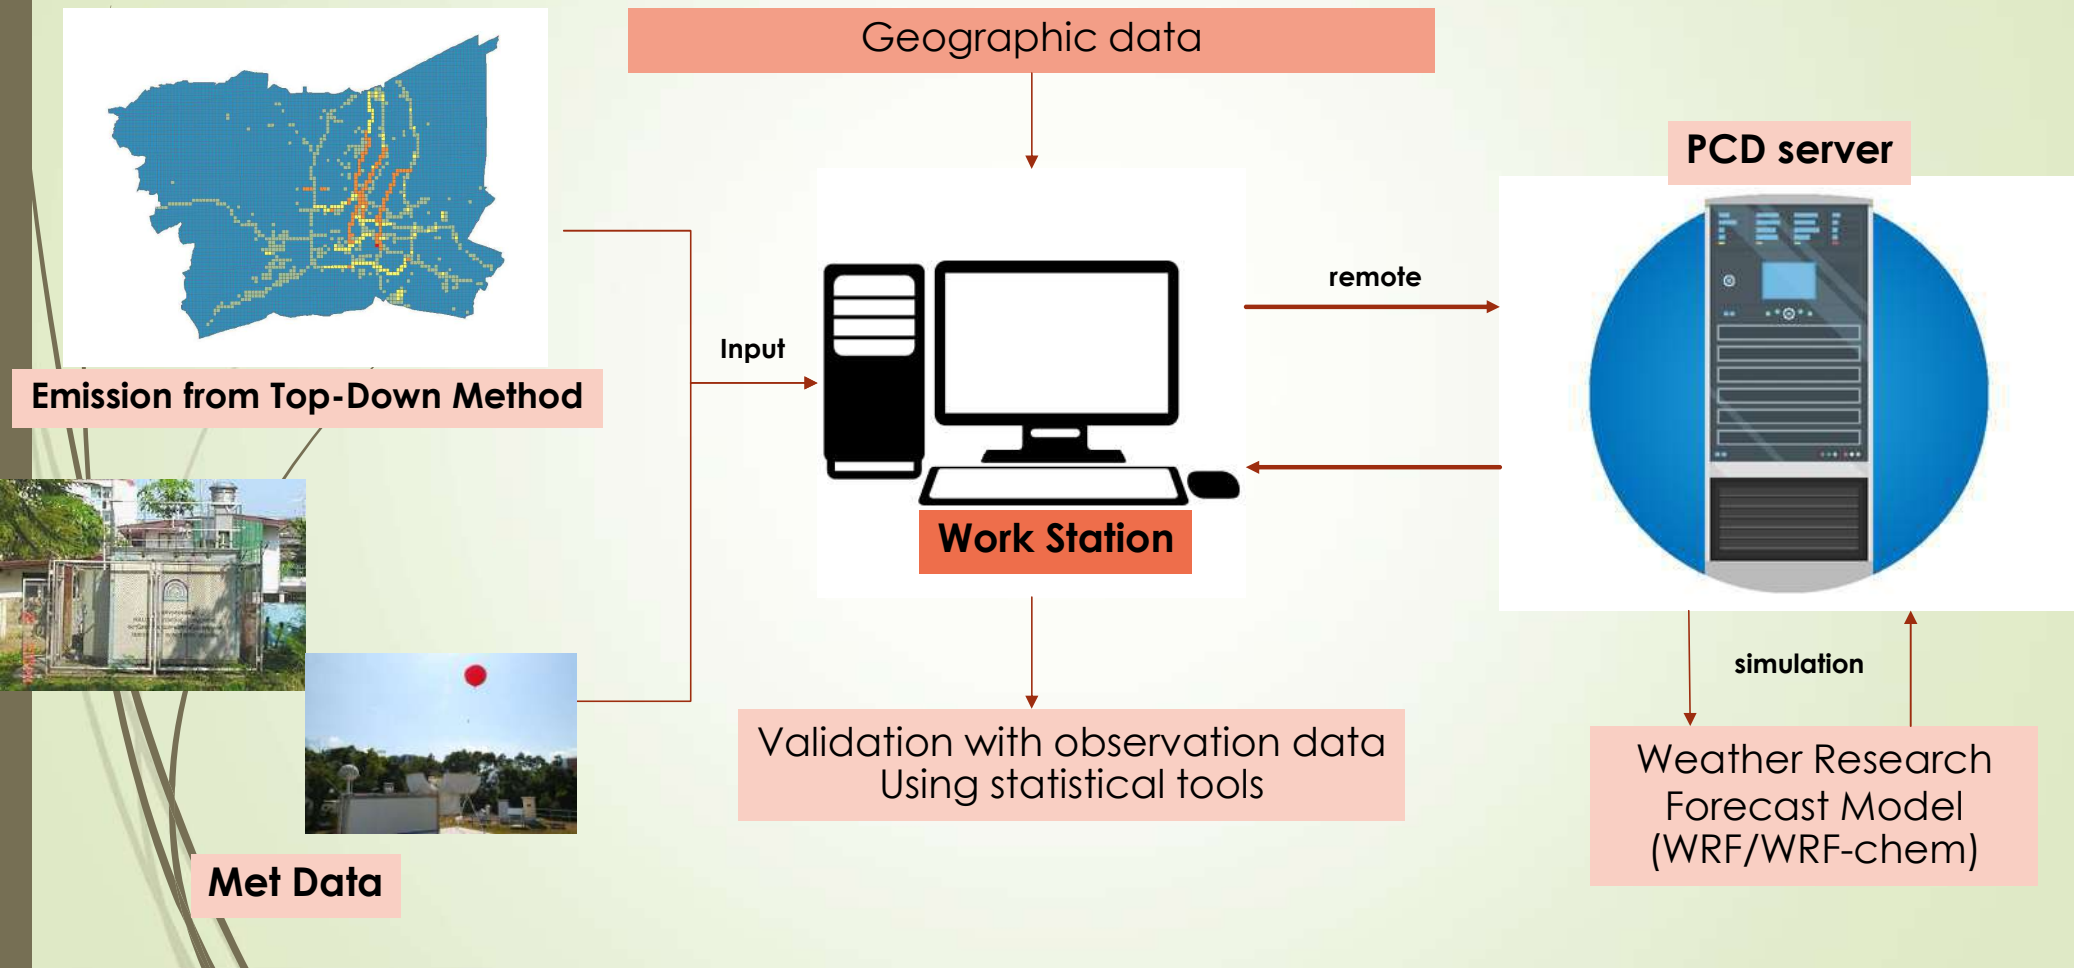 Geographic data
PCD server
remote
Input
Emission from Top-Down Method
Work Station
simulation
Validation with observation data
Using statistical tools
Weather Research
Forecast Model
(WRF/WRF-chem)
Met Data